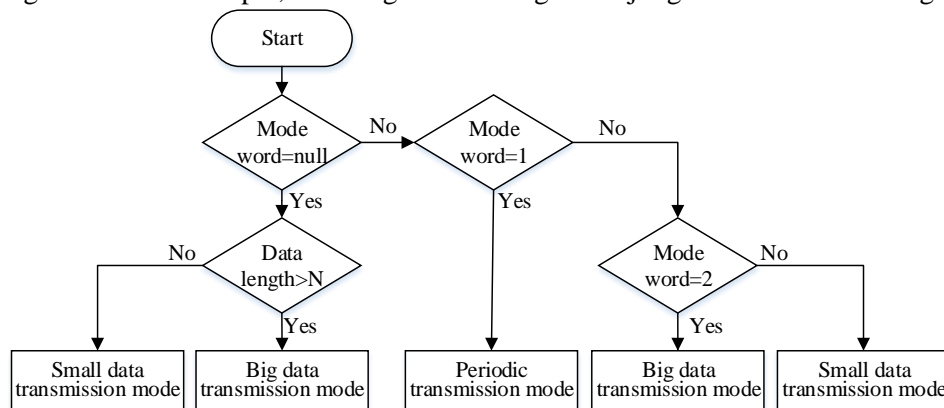 Start
Mode
word=null
No
Mode
word=1
No
Yes
Yes
No
Data
length>N
Mode
word=2
No
Yes
Yes
Small data
transmission mode
Big data
transmission mode
Periodic
transmission mode
Big data
transmission mode
Small data
transmission mode